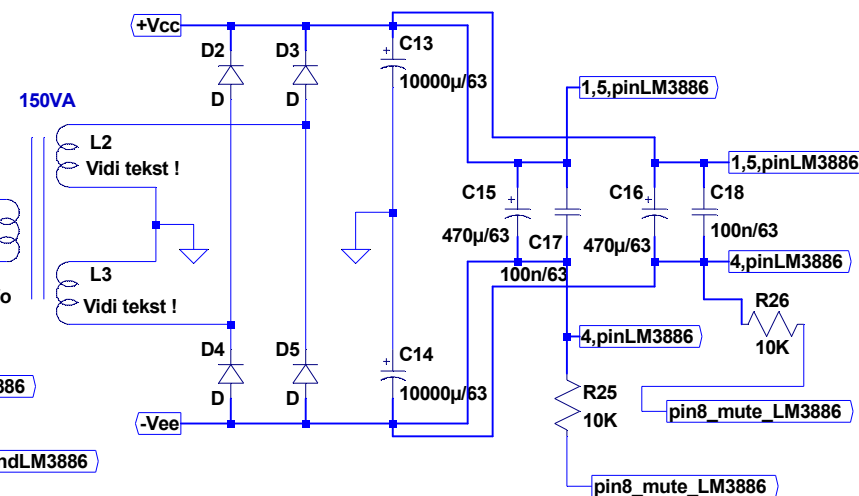 +Vcc
D2
D3
C13
D
D
10000µ/63
1,5,pinLM3886
150VA
L2
Vidi tekst !
1,5,pinLM3886
C15
C16
C18
470µ/63
C17
470µ/63
100n/63
100n/63
4,pinLM3886
L3
Vidi tekst !
R26
10K
D4
D5
C14
4,pinLM3886
D
D
10000µ/63
R25
10K
886
pin8_mute_LM3886
-Vee
ndLM3886
pin8_mute_LM3886